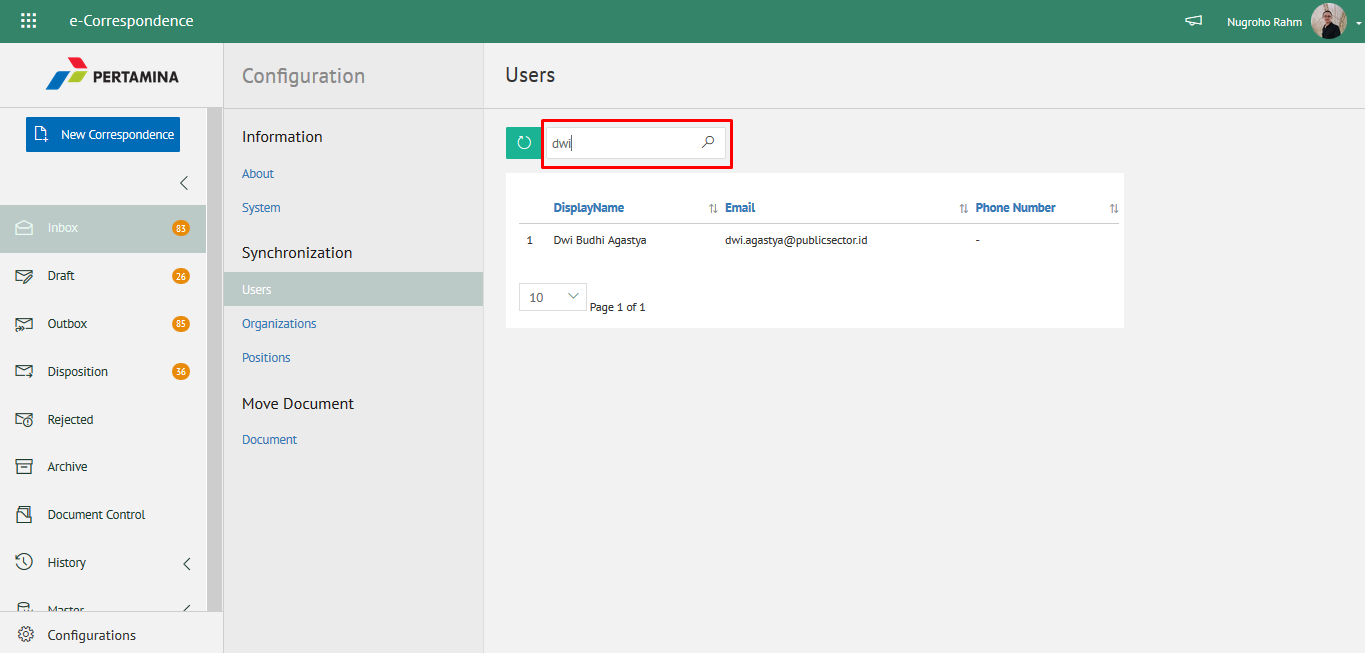 e-Correspondence
Nugroho Rahm
PERTAMINA
New Correspondence
Inbox 83
Draft 26
Outbox 85
Disposition 36
Rejected
Archive
Document Control
History
Master
Configurations
Configuration
Information
About
System
Synchronization
Users
Organizations
Positions
Move Document
Document
Users
dwi
DisplayName Email Phone Number
1 Dwi Budhi Agastya dwi.agastya@publicsector.id -
10 Page 1 of 1